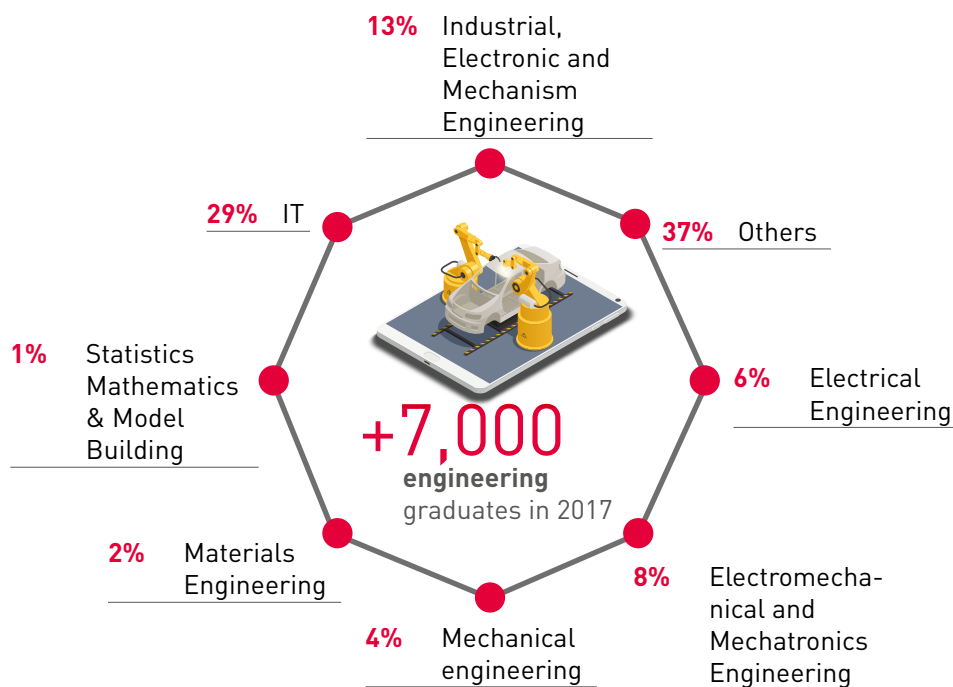 13% Industrial,
Electronic and
Mechanism
Engineering
29% IT
37% Others
1% Statistics
Mathematics
& Model
Building
6% Electrical
Engineering
+7,000
engineering
graduates in 2017
2% Materials
Engineering
8% Electromecha-
nical and
Mechatronics
Engineering
4% Mechanical
engineering